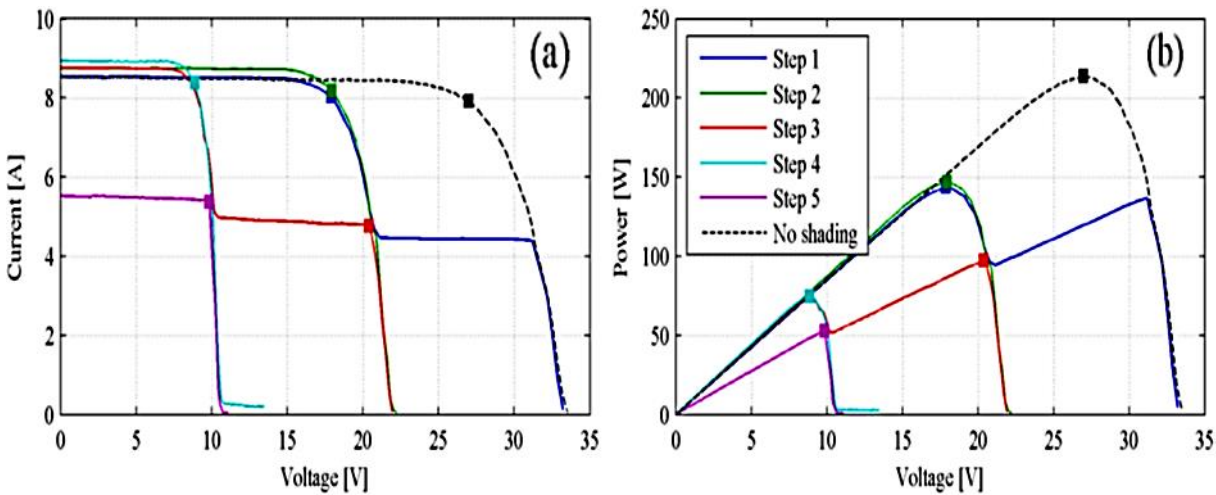 10
8
6
4
2
0
0 5 10 15 20 25 30 35
Current [A]
Voltage [V]
(a)
250
200
150
100
50
0
0 5 10 15 20 25 30 35
Power [W]
Voltage [V]
(b)
Step 1
Step 2
Step 3
Step 4
Step 5
No shading